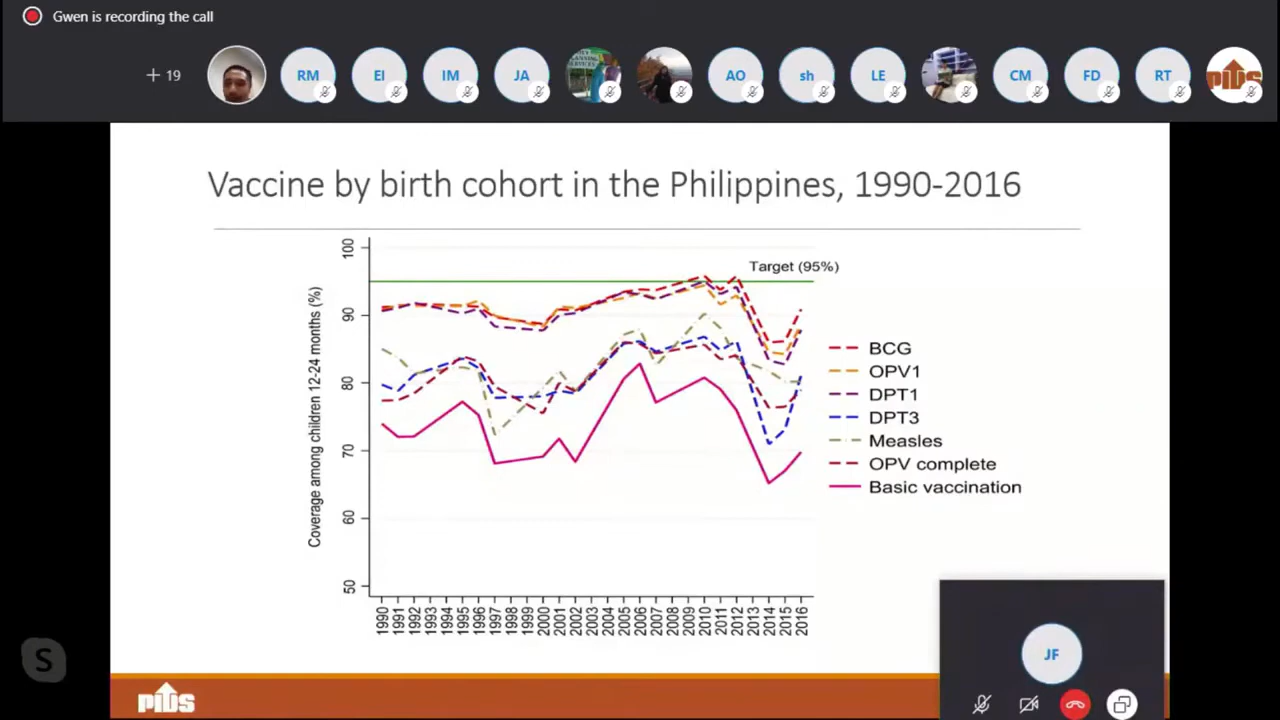 Gwen is recording the call
+ 19
RM
EI
IM
JA
AO
sh
LE
CM
FD
RT
pids
Vaccine by birth cohort in the Philippines, 1990-2016
Target (95%)
Coverage among children 12-24 months (%)
100
90
80
70
60
50
1990 1991 1992 1993 1994 1995 1996 1997 1998 1999 2000 2001 2002 2003 2004 2005 2006 2007 2008 2009 2010 2011 2012 2013 2014 2015 2016
BCG
OPV1
DPT1
DPT3
Measles
OPV complete
Basic vaccination
JF
S
pids